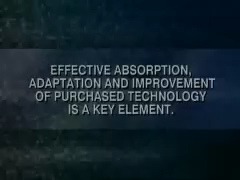 EFFECTIVE ABSORPTION,
ADAPTATION AND IMPROVEMENT
OF PURCHASED TECHNOLOGY
IS A KEY ELEMENT.